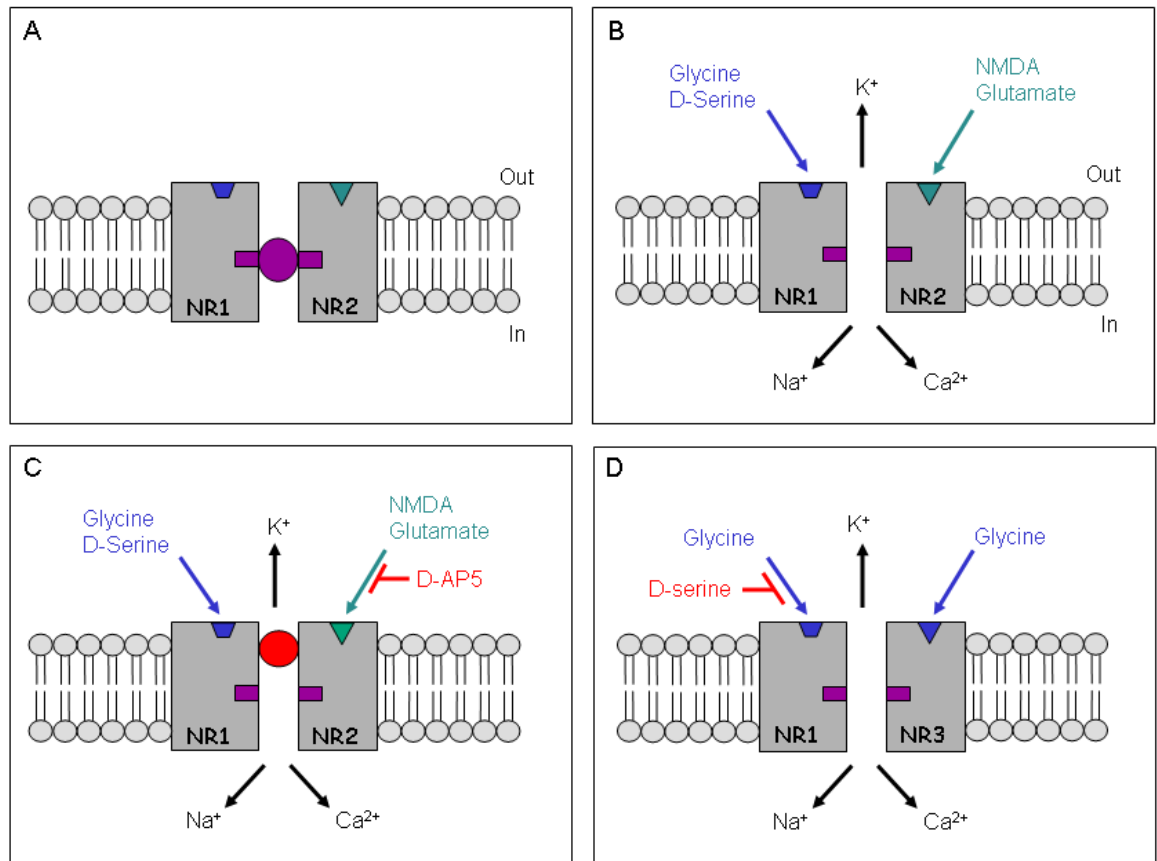 A
Out
NR1
NR2
In
B
Glycine
D-Serine
K⁺
NMDA
Glutamate
Out
NR1
NR2
In
Na⁺
Ca²⁺
C
Glycine
D-Serine
K⁺
NMDA
Glutamate
D-AP5
NR1
NR2
Na⁺
Ca²⁺
D
Glycine
K⁺
Glycine
D-serine
NR1
NR3
Na⁺
Ca²⁺